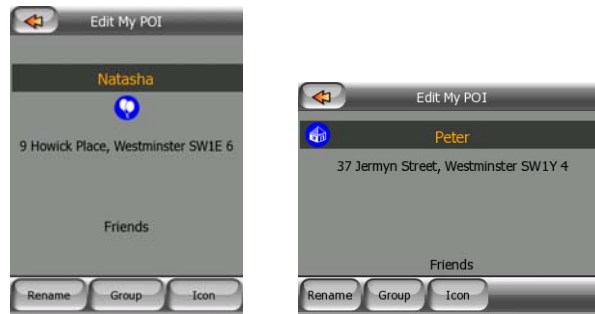 Edit My POI
Natasha
9 Howick Place, Westminster SW1E 6
Friends
Rename Group Icon
Edit My POI
Peter
37 Jermyn Street, Westminster SW1Y 4
Friends
Rename Group Icon